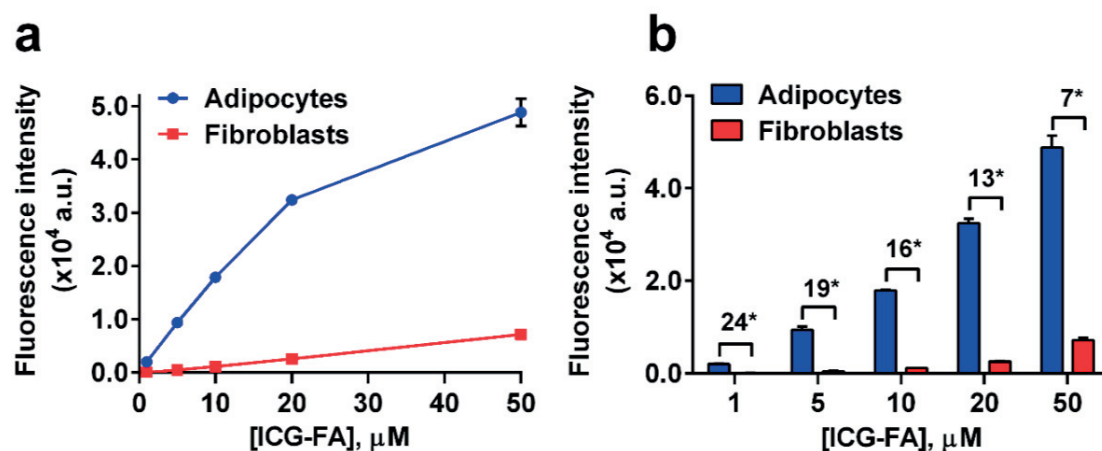 a
Fluorescence intensity
(x10⁴ a.u.)
Adipocytes
Fibroblasts
5.0
4.0
3.0
2.0
1.0
0.0
0 10 20 30 40 50
[ICG-FA], μM
b
Fluorescence intensity
(x10⁴ a.u.)
Adipocytes
Fibroblasts
6.0
4.0
2.0
0.0
24*
19*
16*
13*
7*
1 5 10 20 50
[ICG-FA], μM